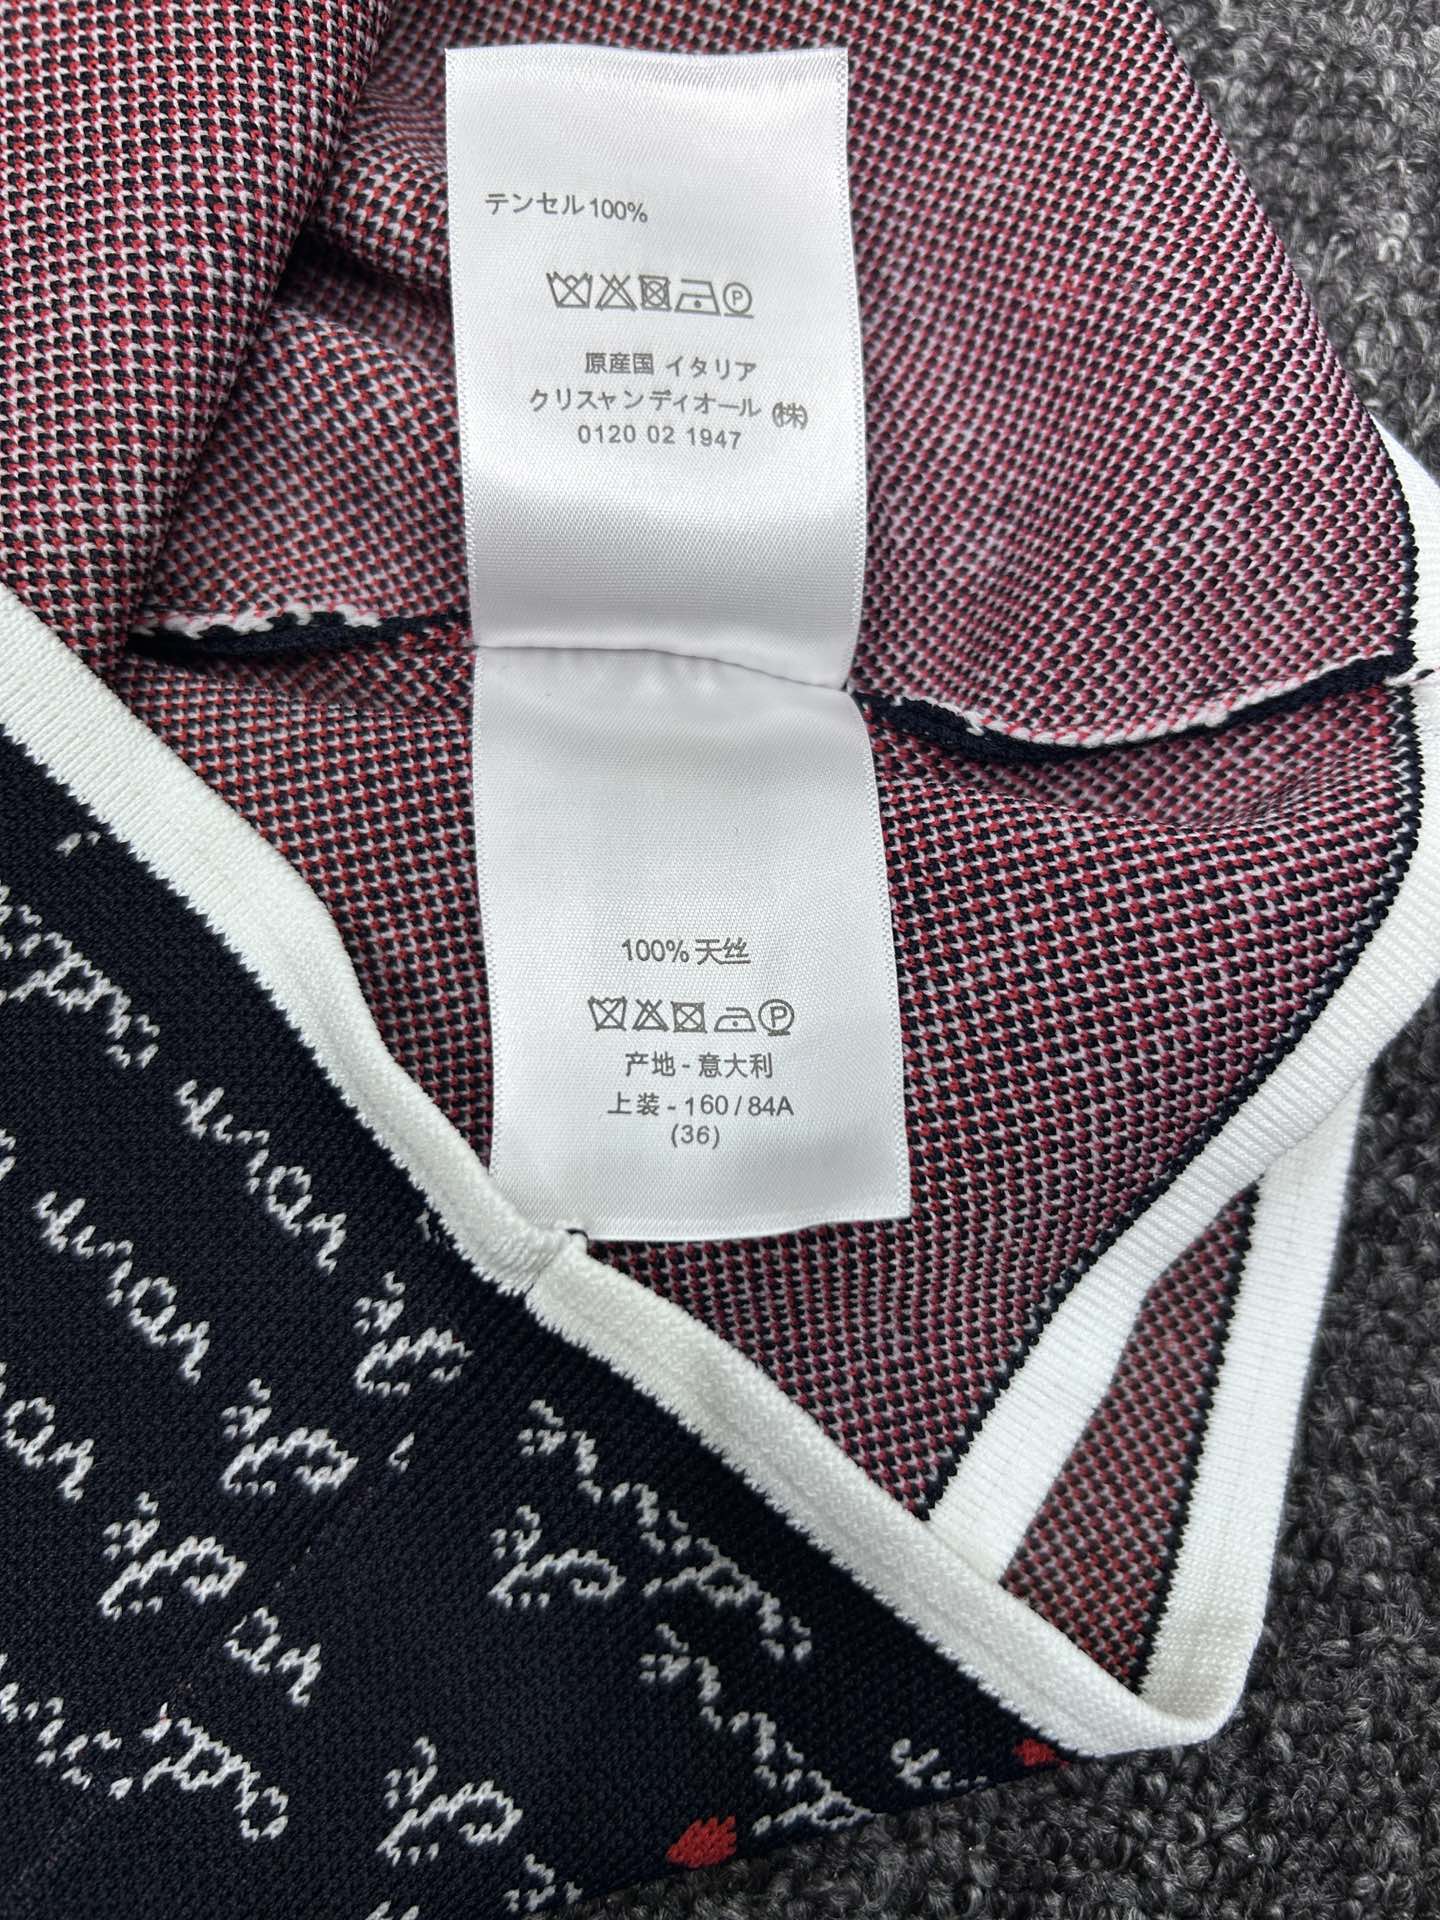 テンセル100%
原産国 イタリア
クリスャンディオール ㈱
0120 02 1947
100%天丝
产地-意大利
上装-160/84A
(36)